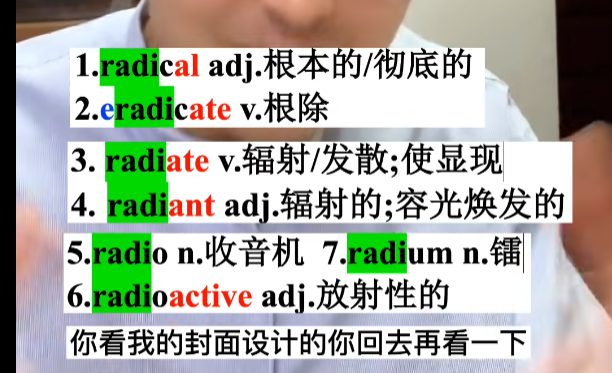 1.radical adj.根本的/彻底的
2.eradicate v.根除
3. radiate v.辐射/发散;使显现
4. radiant adj.辐射的;容光焕发的
5.radio n.收音机 7.radium n.镭
6.radioactive adj.放射性的
你看我的封面设计的你回去再看一下